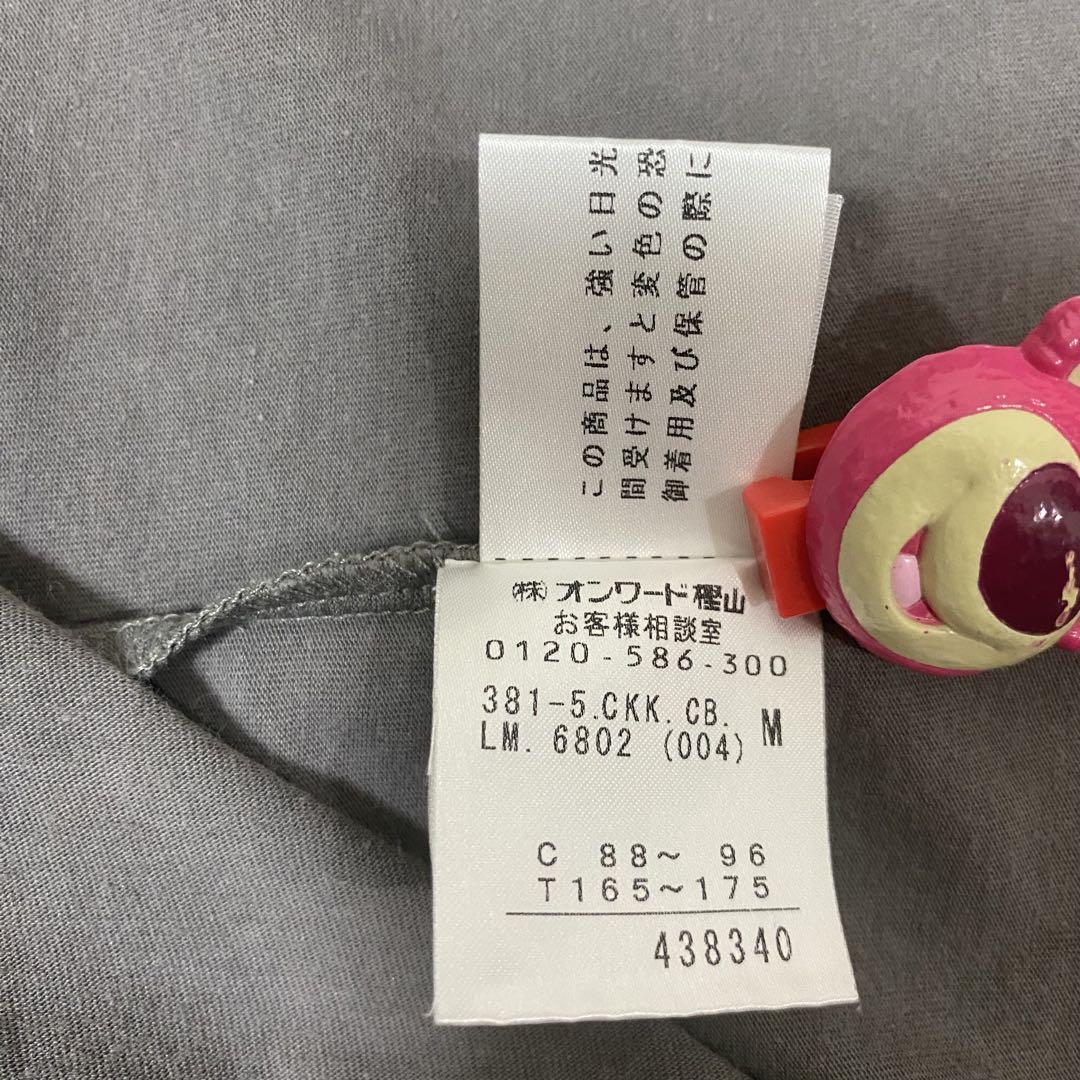 この商品は、強い日光
間受けますと変色の恐
御着用及び保管の際に
㈱オンワード樫山
お客様相談室
0120-586-300
381-5.CKK.CB. M
LM. 6802 (004)
C 88～ 96
T165～175
438340